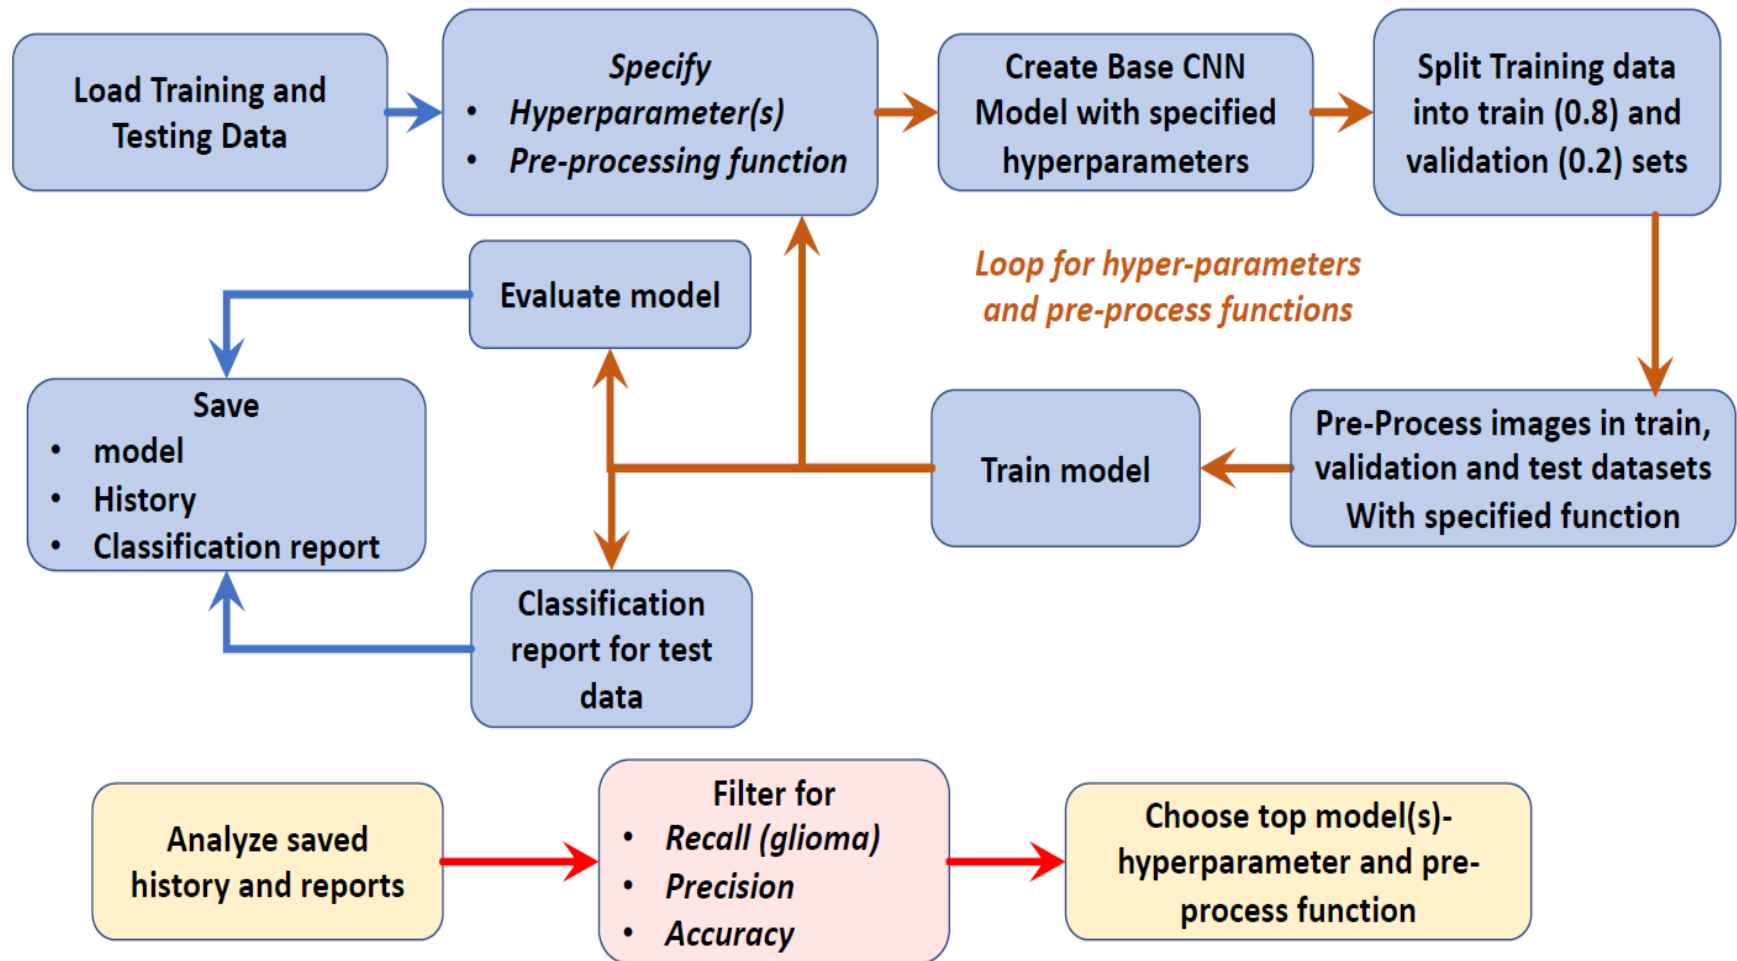 Load Training and
Testing Data
Specify
• Hyperparameter(s)
• Pre-processing function
Create Base CNN
Model with specified
hyperparameters
Split Training data
into train (0.8) and
validation (0.2) sets
Loop for hyper-parameters
and pre-process functions
Evaluate model
Save
• model
• History
• Classification report
Train model
Pre-Process images in train,
validation and test datasets
With specified function
Classification
report for test
data
Analyze saved
history and reports
Filter for
• Recall (glioma)
• Precision
• Accuracy
Choose top model(s)-
hyperparameter and pre-
process function